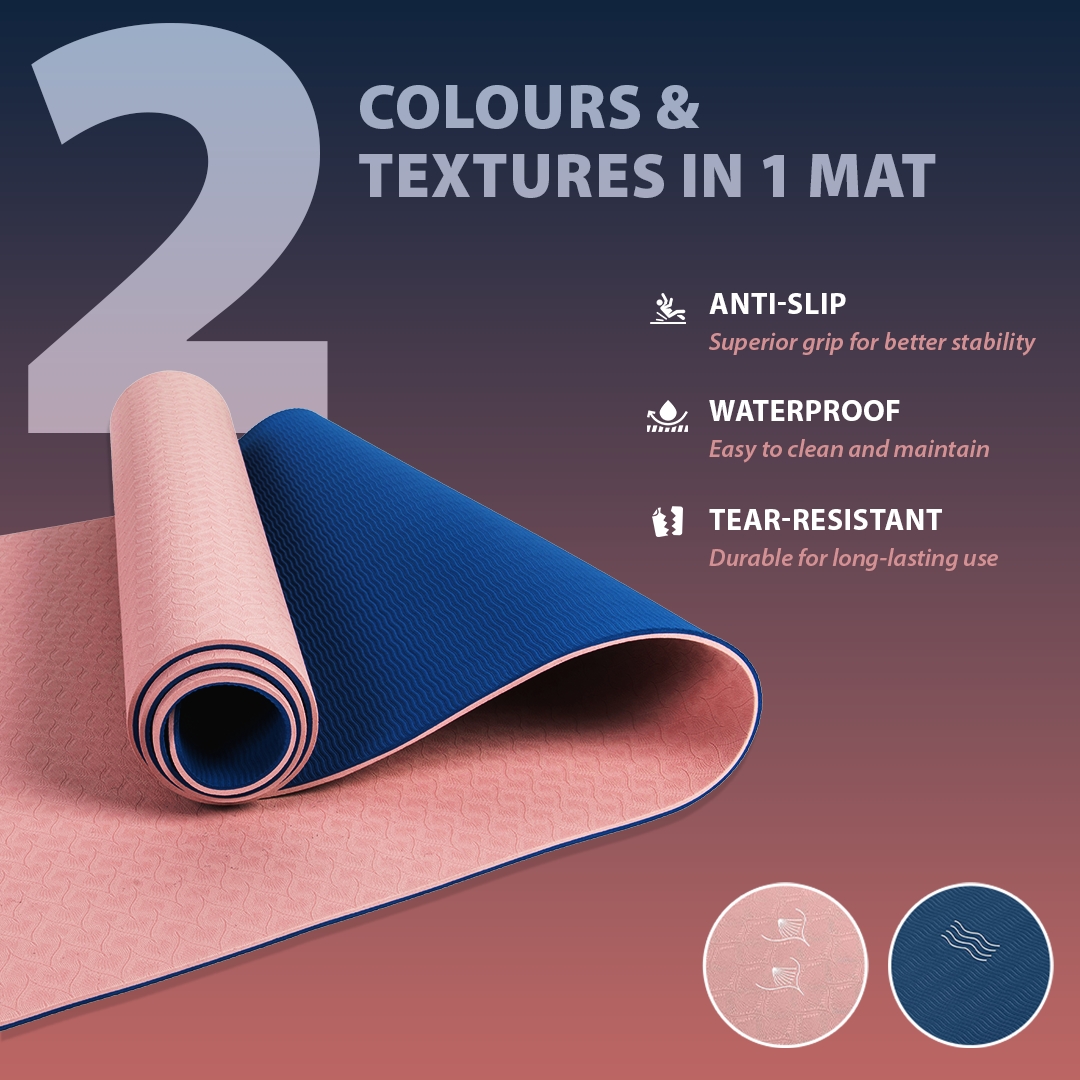 2
COLOURS &
TEXTURES IN 1 MAT
ANTI-SLIP
Superior grip for better stability
WATERPROOF
Easy to clean and maintain
TEAR-RESISTANT
Durable for long-lasting use